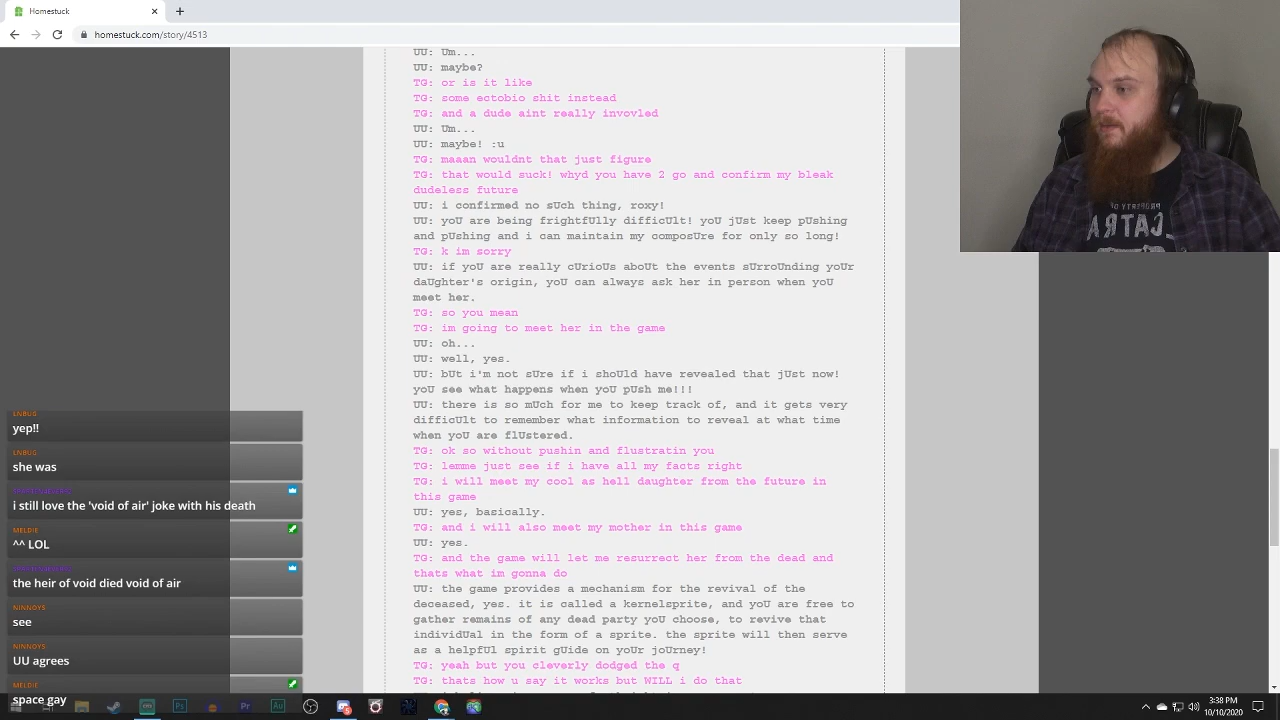 Homestuck
homestuck.com/story/4513
UU: Um...
UU: maybe?
TG: or is it like
TG: some ectobio shit instead
TG: and a dude aint really invovled
UU: Um...
UU: maybe! :u
TG: maaan wouldnt that just figure
TG: that would suck! whyd you have 2 go and confirm my bleak
dudeless future
UU: i confirmed no sUch thing, roxy!
UU: yoU are being frightfUlly difficUlt! yoU jUst keep pUshing
and pUshing and i can maintain my composUre for only so long!
TG: k im sorry
UU: if yoU are really cUrioUs aboUt the events sUrroUnding yoUr
daUghter's origin, yoU can always ask her in person when yoU
meet her.
TG: so you mean
TG: im going to meet her in the game
UU: oh...
UU: well, yes.
UU: bUt i'm not sUre if i shoUld have revealed that jUst now!
yoU see what happens when yoU pUsh me!!!
UU: there is so mUch for me to keep track of, and it gets very
difficUlt to remember what information to reveal at what time
when yoU are flUstered.
TG: ok so without pushin and flustratin you
TG: lemme just see if i have all my facts right
TG: i will meet my cool as hell daughter from the future in
this game
UU: yes, basically.
TG: and i will also meet my mother in this game
UU: yes.
TG: and the game will let me resurrect her from the dead and
thats what im gonna do
UU: the game provides a mechanism for the revival of the
deceased, yes. it is called a kernelsprite, and yoU are free to
gather remains of any dead party yoU choose, to revive that
individUal in the form of a sprite. the sprite will then serve
as a helpfUl spirit gUide on yoUr joUrney!
TG: yeah but you cleverly dodged the q
TG: thats how u say it works but WILL i do that
LNBUG
yep!!
LNBUG
she was
i still love the 'void of air' joke with his death
MELDIE
^^ LOL
the heir of void died void of air
NINNOYS
see
NINNOYS
UU agrees
MELDIE
space gay
PROPERTY OF
CATRA
3:38 PM
10/10/2020